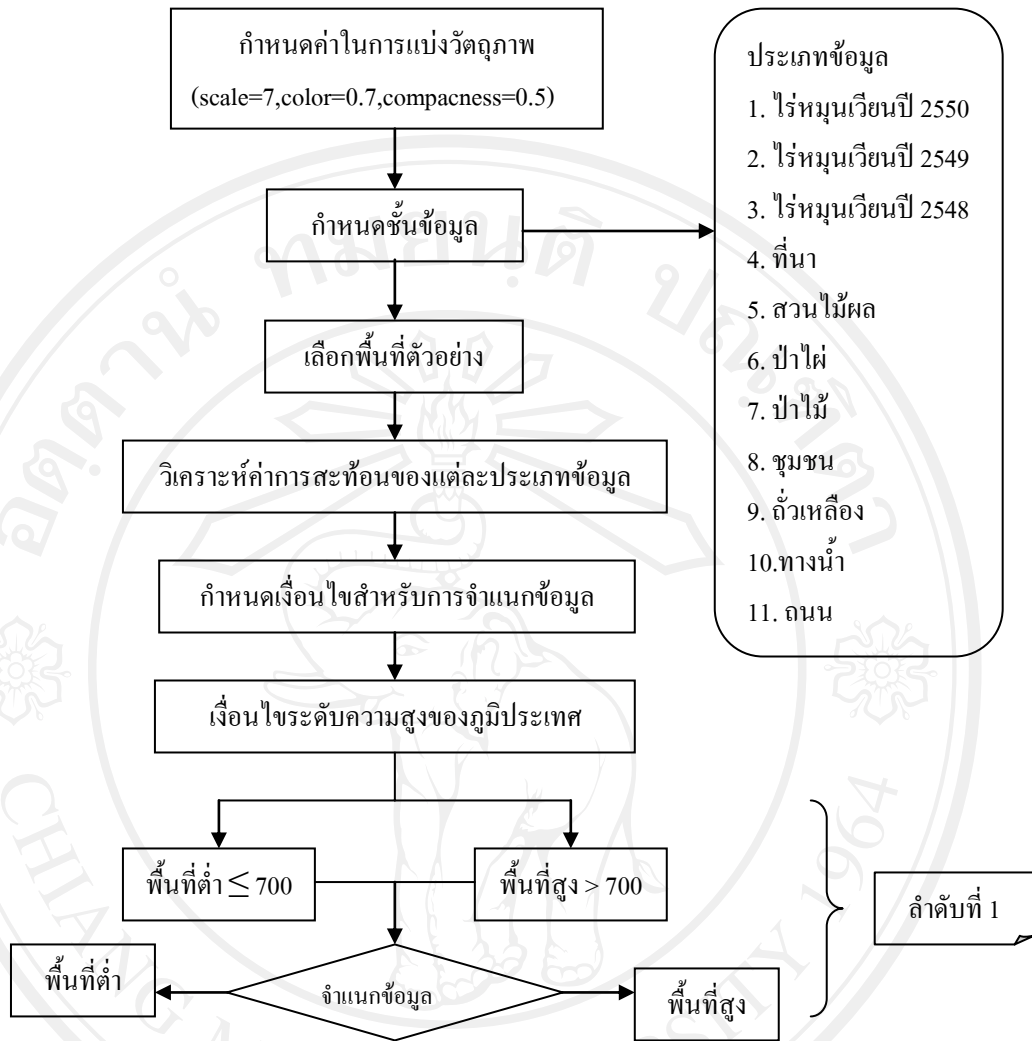 กำหนดค่าในการแบ่งวัตถุภาพ
(scale=7,color=0.7,compacness=0.5)
กำหนดชั้นข้อมูล
ประเภทข้อมูล
1. ไร่หมุนเวียนปี 2550
2. ไร่หมุนเวียนปี 2549
3. ไร่หมุนเวียนปี 2548
4. ที่นา
5. สวนไม้ผล
6. ป่าไผ่
7. ป่าไม้
8. ชุมชน
9. ถั่วเหลือง
10.ทางน้ำ
11. ถนน
เลือกพื้นที่ตัวอย่าง
วิเคราะห์ค่าการสะท้อนของแต่ละประเภทข้อมูล
กำหนดเงื่อนไขสำหรับการจำแนกข้อมูล
เงื่อนไขระดับความสูงของภูมิประเทศ
พื้นที่ต่ำ ≤ 700
พื้นที่สูง > 700
ลำดับที่ 1
พื้นที่ต่ำ
จำแนกข้อมูล
พื้นที่สูง